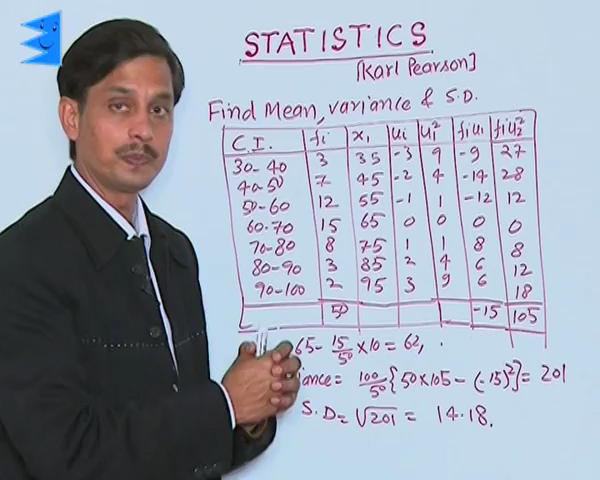 STATISTICS
[Karl Pearson]
Find Mean, variance & S.D.
C.I. fi xi ui ui² fiui fiui²
30-40 3 35 -3 9 -9 27
40-50 7 45 -2 4 -14 28
50-60 12 55 -1 1 -12 12
60-70 15 65 0 0 0 0
70-80 8 75 1 1 8 8
80-90 3 85 2 4 6 12
90-100 2 95 3 9 6 18
50 -15 105
65- 15/50 ×10 = 62,
iance = 100/50 {50×105 - (-15)²] = 201
S.D = √201 = 14.18.